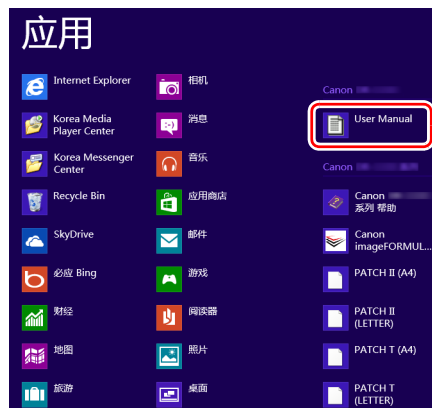 应用
Internet Explorer
Korea Media
Player Center
Korea Messenger
Center
Recycle Bin
SkyDrive
必应 Bing
财经
地图
旅游
相机
消息
音乐
应用商店
邮件
游戏
阅读器
照片
桌面
Canon
User Manual
Canon
Canon
系列 帮助
Canon
imageFORMUL...
PATCH II (A4)
PATCH II
(LETTER)
PATCH T (A4)
PATCH T
(LETTER)